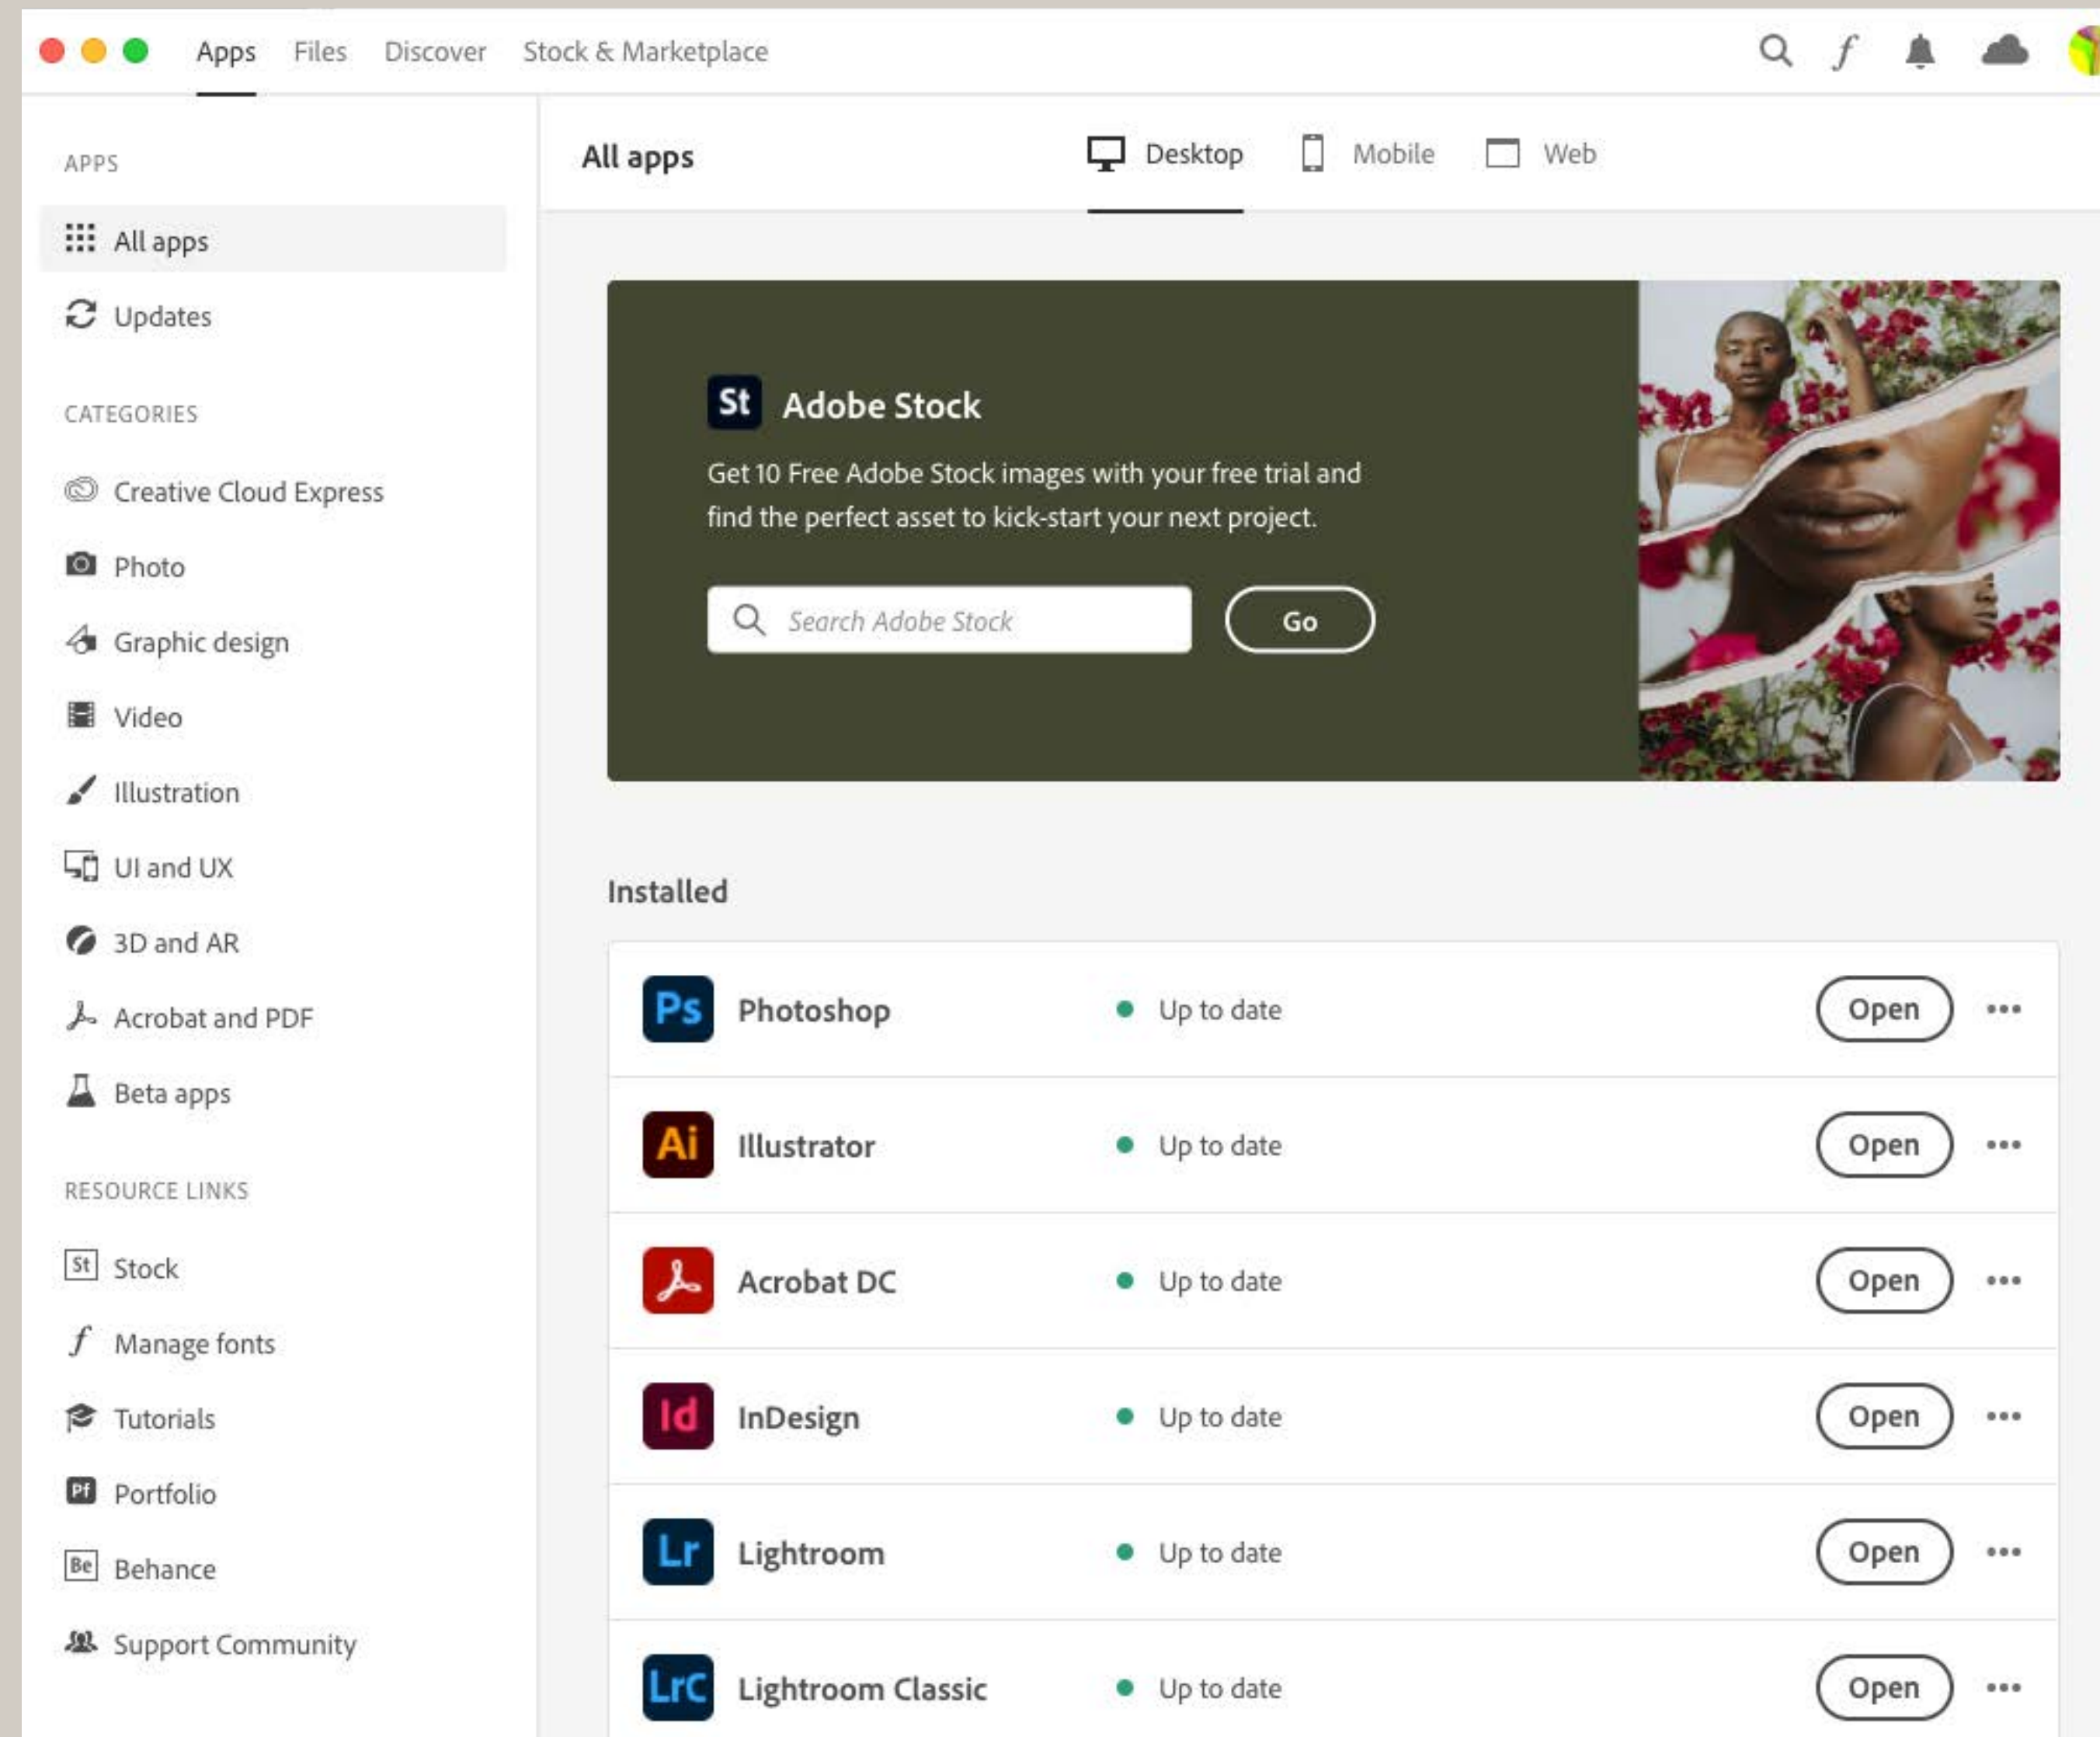 Apps Files Discover Stock & Marketplace
APPS
All apps
Updates
CATEGORIES
Creative Cloud Express
Photo
Graphic design
Video
Illustration
UI and UX
3D and AR
Acrobat and PDF
Beta apps
RESOURCE LINKS
St Stock
Manage fonts
Tutorials
Pf Portfolio
Be Behance
Support Community
All apps Desktop Mobile Web
St Adobe Stock
Get 10 Free Adobe Stock images with your free trial and
find the perfect asset to kick-start your next project.
Search Adobe Stock Go
Installed
Ps Photoshop Up to date Open
Ai Illustrator Up to date Open
Acrobat DC Up to date Open
Id InDesign Up to date Open
Lr Lightroom Up to date Open
LrC Lightroom Classic Up to date Open